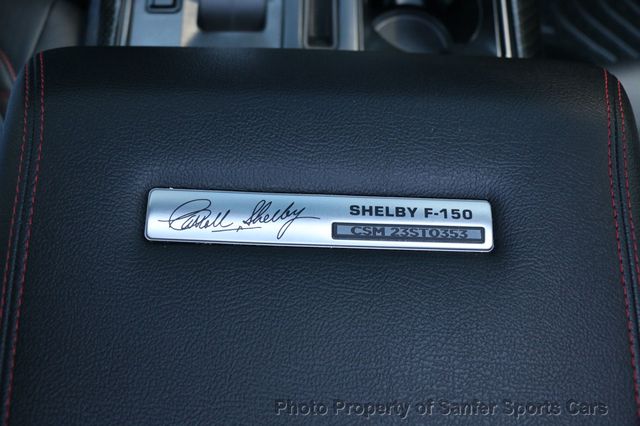 Carroll Shelby
SHELBY F-150
CSM 23ST0353
Photo Property of Sanfer Sports Cars